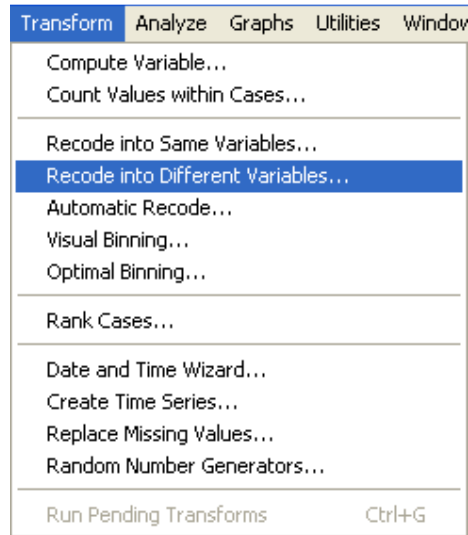 Transform Analyze Graphs Utilities
Compute Variable...
Count Values within Cases...
Recode into Same Variables...
Recode into Different Variables...
Automatic Recode...
Visual Binning...
Optimal Binning...
Rank Cases...
Date and Time Wizard...
Create Time Series...
Replace Missing Values...
Random Number Generators...
Run Pending Transforms Ctrl+G